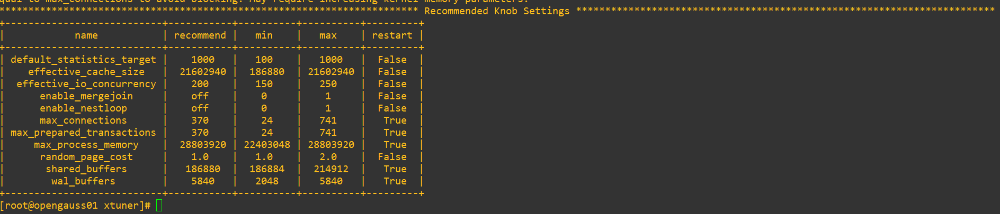 qual to max_connections to avoid blocking. May require increasing kernel memory parameters.
************************************************************************ Recommended Knob Settings ************************************************************************
+---------------------------+-----------+----------+----------+---------+
|            name           | recommend |   min    |   max    | restart |
+---------------------------+-----------+----------+----------+---------+
| default_statistics_target |    1000   |   100    |   1000   |  False  |
|    effective_cache_size   |  21602940 |  186880  | 21602940 |  False  |
|  effective_io_concurrency |    200    |   150    |   250    |  False  |
|      enable_mergejoin     |    off    |    0     |    1     |  False  |
|      enable_nestloop      |    off    |    0     |    1     |  False  |
|      max_connections      |    370    |    24    |   741    |   True  |
| max_prepared_transactions |    370    |    24    |   741    |   True  |
|     max_process_memory    |  28803920 | 22403048 | 28803920 |   True  |
|      random_page_cost     |    1.0    |   1.0    |   2.0    |  False  |
|       shared_buffers      |   186880  |  186884  |  214912  |   True  |
|        wal_buffers        |    5840   |   2048   |   5840   |   True  |
+---------------------------+-----------+----------+----------+---------+
[root@opengauss01 xtuner]#